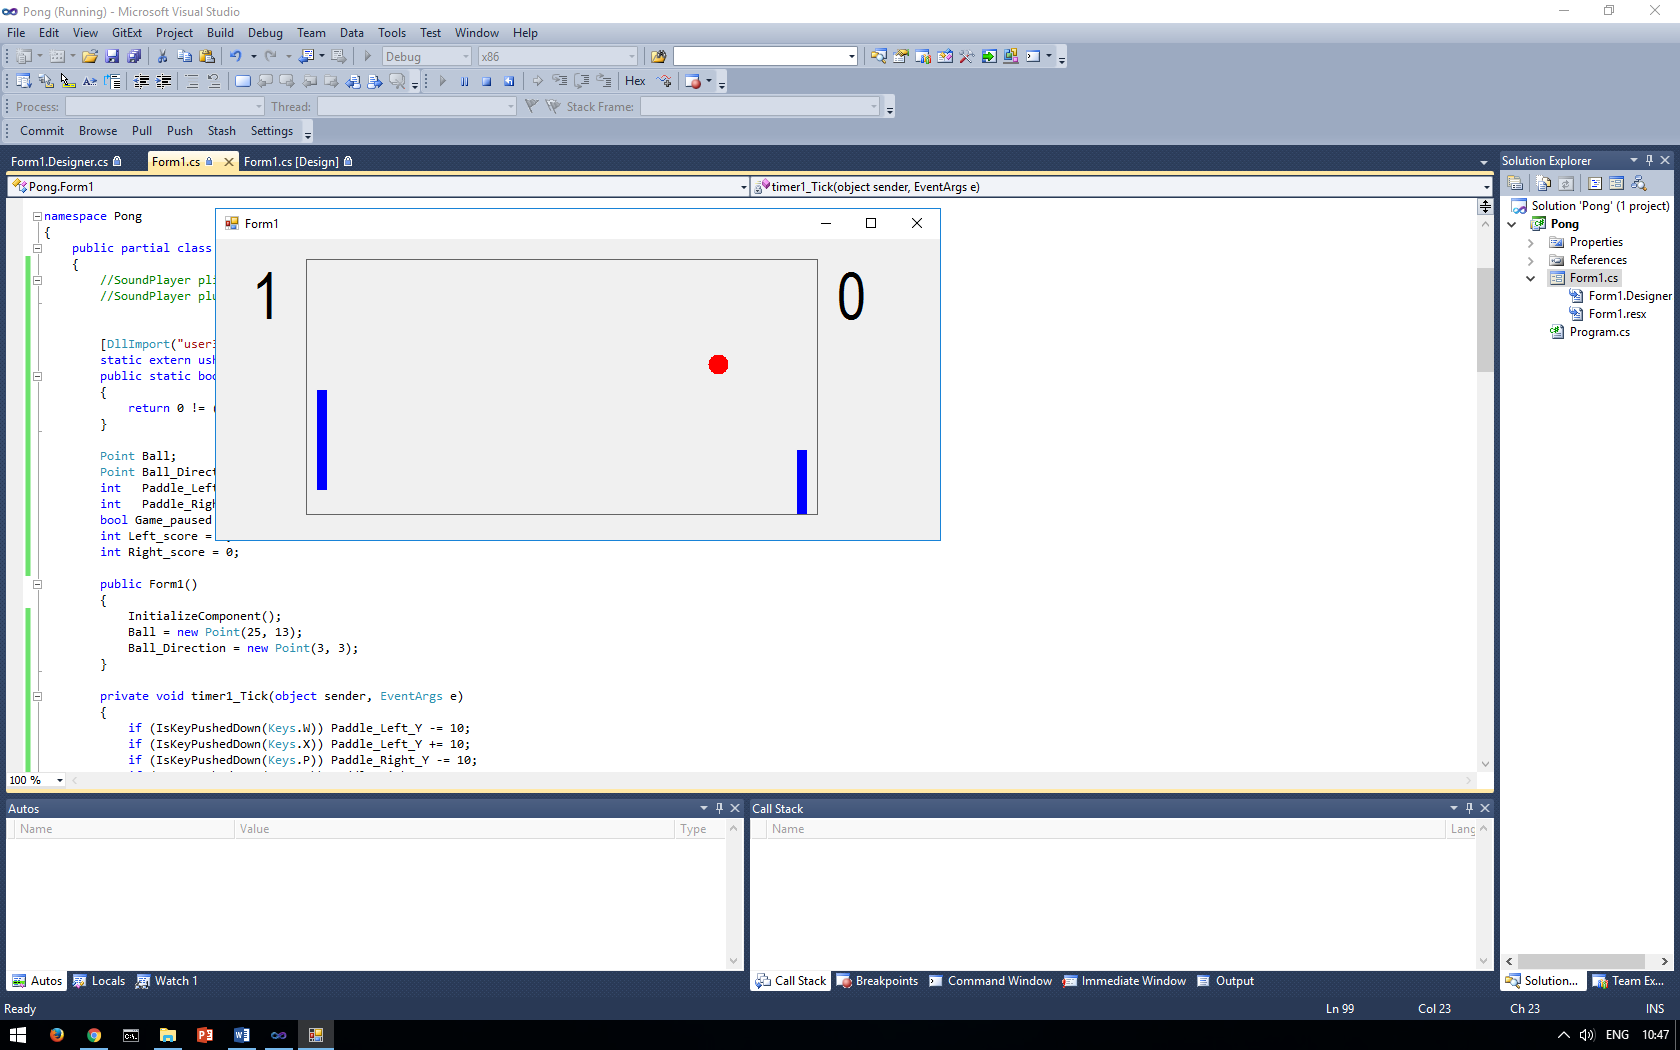 Pong (Running) - Microsoft Visual Studio
File Edit View GitExt Project Build Debug Team Data Tools Test Window Help
Debug x86
Hex
Process: Thread: Stack Frame:
Commit Browse Pull Push Stash Settings
Form1.Designer.cs Form1.cs Form1.cs [Design]
Pong.Form1 timer1_Tick(object sender, EventArgs e)
namespace Pong
{
public partial class
{
//SoundPlayer pli
//SoundPlayer plu
[DllImport("user3
static extern ush
public static boo
{
return 0 != (
}
Point Ball;
Point Ball_Direct
int Paddle_Left
int Paddle_Righ
bool Game_paused
int Left_score =
int Right_score = 0;
public Form1()
{
InitializeComponent();
Ball = new Point(25, 13);
Ball_Direction = new Point(3, 3);
}
private void timer1_Tick(object sender, EventArgs e)
{
if (IsKeyPushedDown(Keys.W)) Paddle_Left_Y -= 10;
if (IsKeyPushedDown(Keys.X)) Paddle_Left_Y += 10;
if (IsKeyPushedDown(Keys.P)) Paddle_Right_Y -= 10;
100 %
Form1
1 0
Solution Explorer
Solution 'Pong' (1 project)
Pong
Properties
References
Form1.cs
Form1.Designer
Form1.resx
Program.cs
Autos
Name Value Type
Call Stack
Name Lang
Autos Locals Watch 1
Call Stack Breakpoints Command Window Immediate Window Output
Solution... Team Ex...
Ready Ln 99 Col 23 Ch 23 INS
ENG 10:47